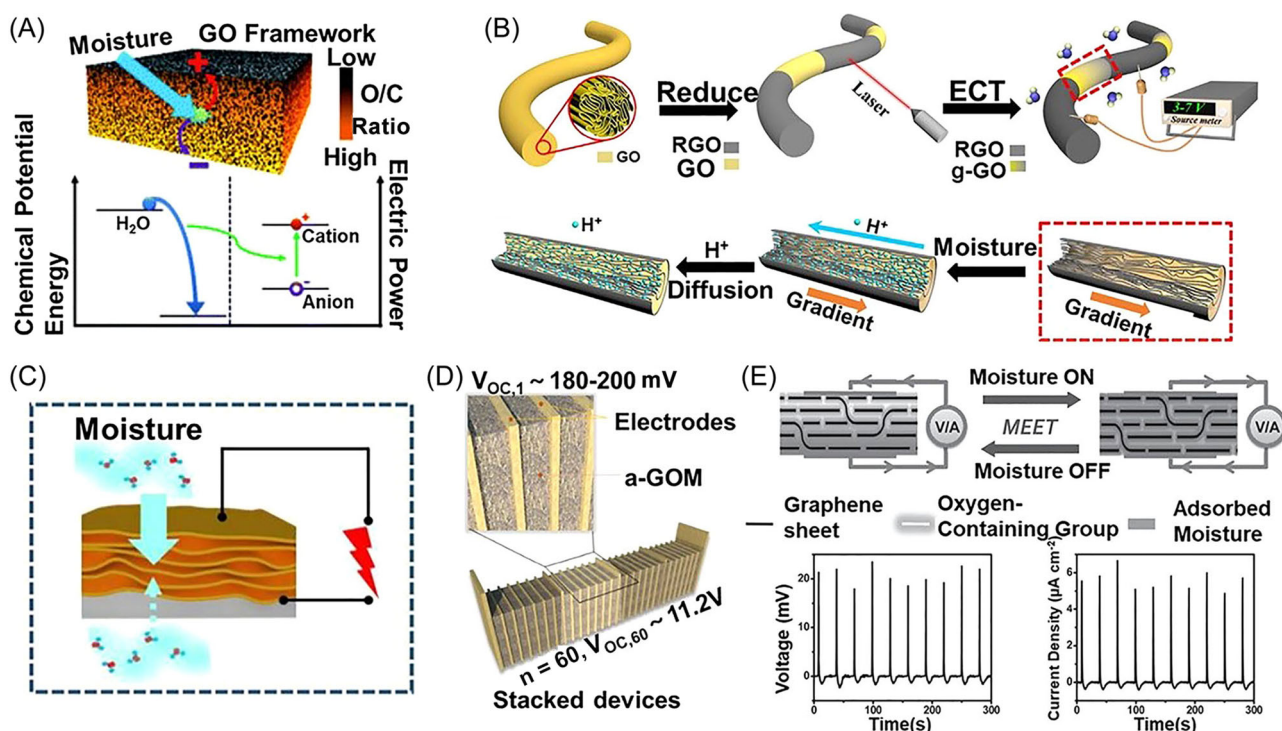 (A)
GO Framework
Moisture
+
Low
O/C
Ratio
High
−
Chemical Potential
Energy
Electric Power
H₂O
+
Cation
-
Anion
(B)
GO
Reduce
RGO
GO
Laser
ECT
RGO
g-GO
3-7 V
Source meter
H⁺
H⁺
Diffusion
H⁺
Gradient
Moisture
Gradient
(C)
Moisture
(D)
V_OC,1 ~ 180-200 mV
Electrodes
a-GOM
n = 60, V_OC,60 ~ 11.2V
Stacked devices
(E)
V/A
Moisture ON
MEET
Moisture OFF
V/A
Graphene
sheet
Oxygen-
Containing Group
Adsorbed
Moisture
Voltage (mV)
20
10
0
0
100
200
300
Time(s)
Current Density (μA cm⁻²)
6
4
2
0
0
100
200
300
Time(s)